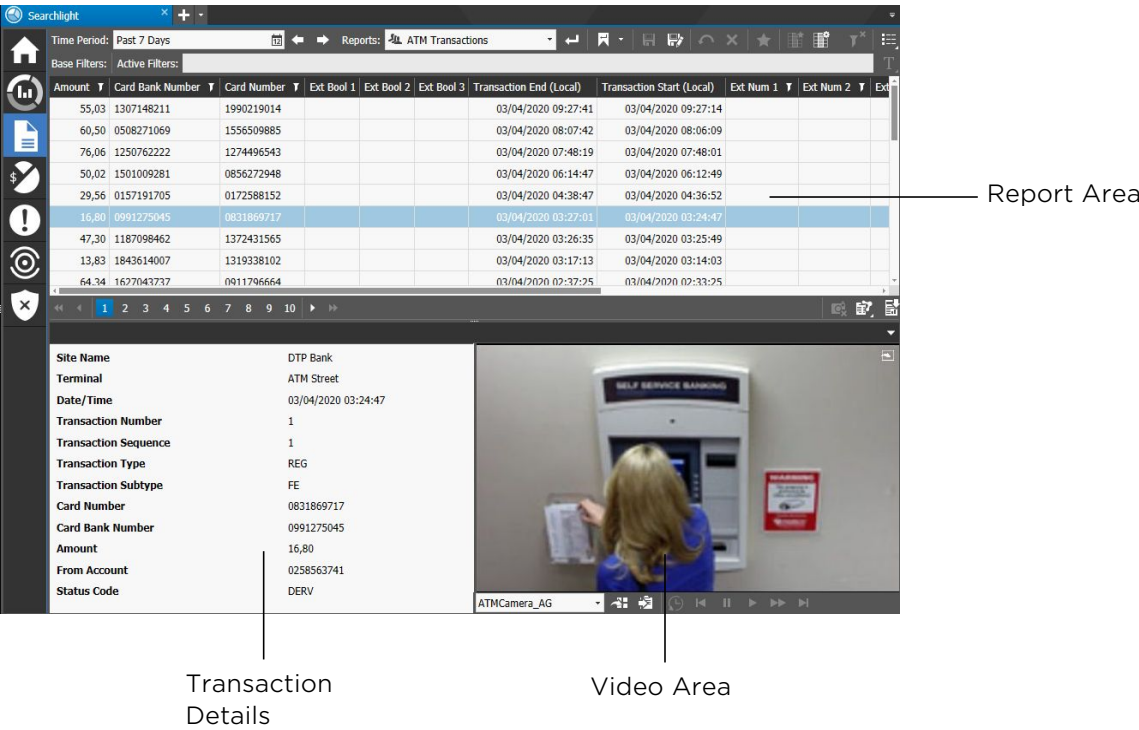 Searchlight
Time Period: Past 7 Days 12 Reports: ATM Transactions
Base Filters: Active Filters:
Amount Card Bank Number Card Number Ext Bool 1 Ext Bool 2 Ext Bool 3 Transaction End (Local) Transaction Start (Local) Ext Num 1 Ext Num 2 Ext
55,03 1307148211 1990219014 03/04/2020 09:27:41 03/04/2020 09:27:14
60,50 0508271069 1556509885 03/04/2020 08:07:42 03/04/2020 08:06:09
76,06 1250762222 1274496543 03/04/2020 07:48:19 03/04/2020 07:48:01
50,02 1501009281 0856272948 03/04/2020 06:14:47 03/04/2020 06:12:49
29,56 0157191705 0172588152 03/04/2020 04:38:47 03/04/2020 04:36:52
Report Area
16,80 0991275045 0831869717 03/04/2020 03:27:01 03/04/2020 03:24:47
47,30 1187098462 1372431565 03/04/2020 03:26:35 03/04/2020 03:25:49
13,83 1843614007 1319338102 03/04/2020 03:17:13 03/04/2020 03:14:03
64,34 1627043737 0911796664 03/04/2020 02:37:25 03/04/2020 02:33:25
1 2 3 4 5 6 7 8 9 10
Site Name DTP Bank
Terminal ATM Street
Date/Time 03/04/2020 03:24:47
Transaction Number 1
Transaction Sequence 1
Transaction Type REG
Transaction Subtype FE
Card Number 0831869717
Card Bank Number 0991275045
Amount 16,80
From Account 0258563741
Status Code DERV
SELF SERVICE BANKING
WARNING
ATMCamera_AG
Transaction
Details
Video Area